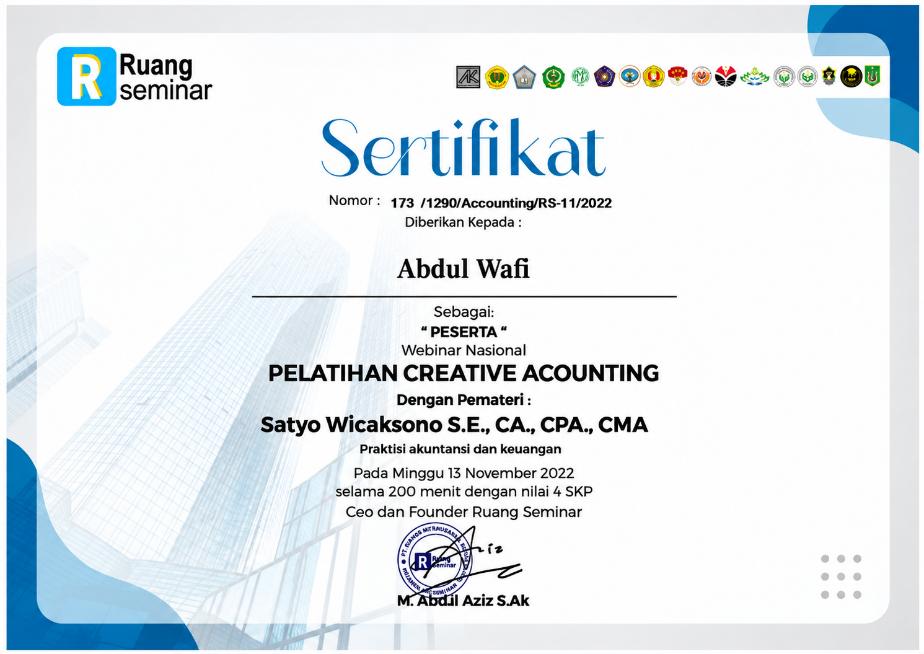 Ruang
seminar
Sertifikat
Nomor : 173 /1290/Accounting/RS-11/2022
Diberikan Kepada :
Abdul Wafi
Sebagai:
“ PESERTA “
Webinar Nasional
PELATIHAN CREATIVE ACOUNTING
Dengan Pemateri :
Satyo Wicaksono S.E., CA., CPA., CMA
Praktisi akuntansi dan keuangan
Pada Minggu 13 November 2022
selama 200 menit dengan nilai 4 SKP
Ceo dan Founder Ruang Seminar
Ruang
Seminar
M. Abdul Aziz S.Ak